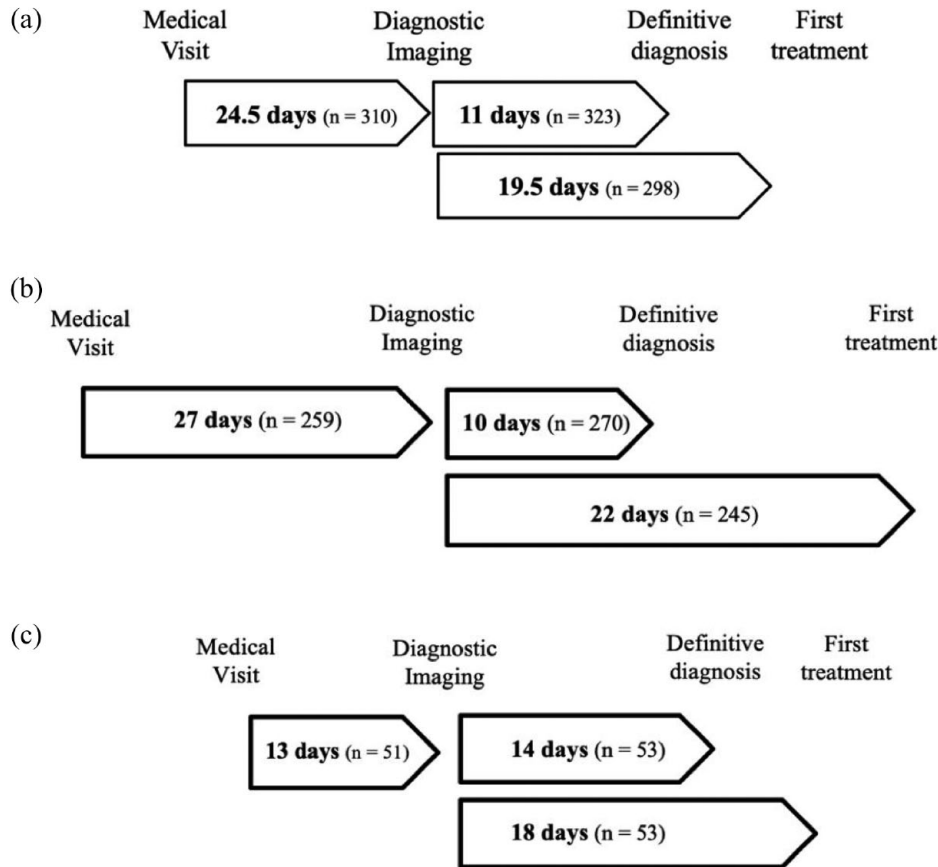 (a)
Medical
Visit
Diagnostic
Imaging
Definitive
diagnosis
First
treatment
24.5 days (n = 310)
11 days (n = 323)
19.5 days (n = 298)
(b)
Medical
Visit
Diagnostic
Imaging
Definitive
diagnosis
First
treatment
27 days (n = 259)
10 days (n = 270)
22 days (n = 245)
(c)
Medical
Visit
Diagnostic
Imaging
Definitive
diagnosis
First
treatment
13 days (n = 51)
14 days (n = 53)
18 days (n = 53)